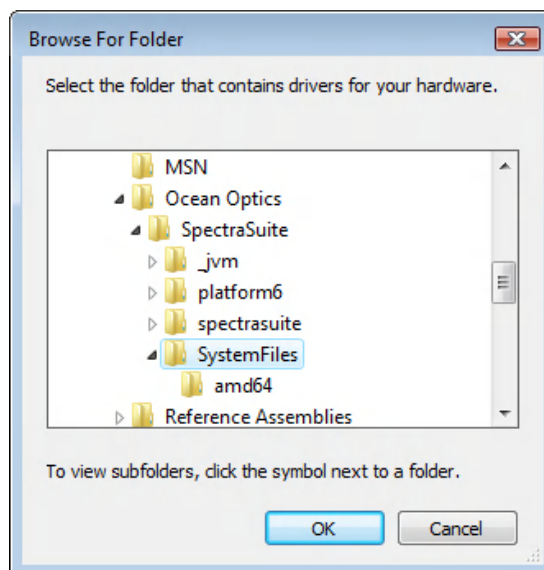 Browse For Folder
Select the folder that contains drivers for your hardware.
MSN
Ocean Optics
SpectraSuite
_jvm
platform6
spectrasuite
SystemFiles
amd64
Reference Assemblies
To view subfolders, click the symbol next to a folder.
OK Cancel